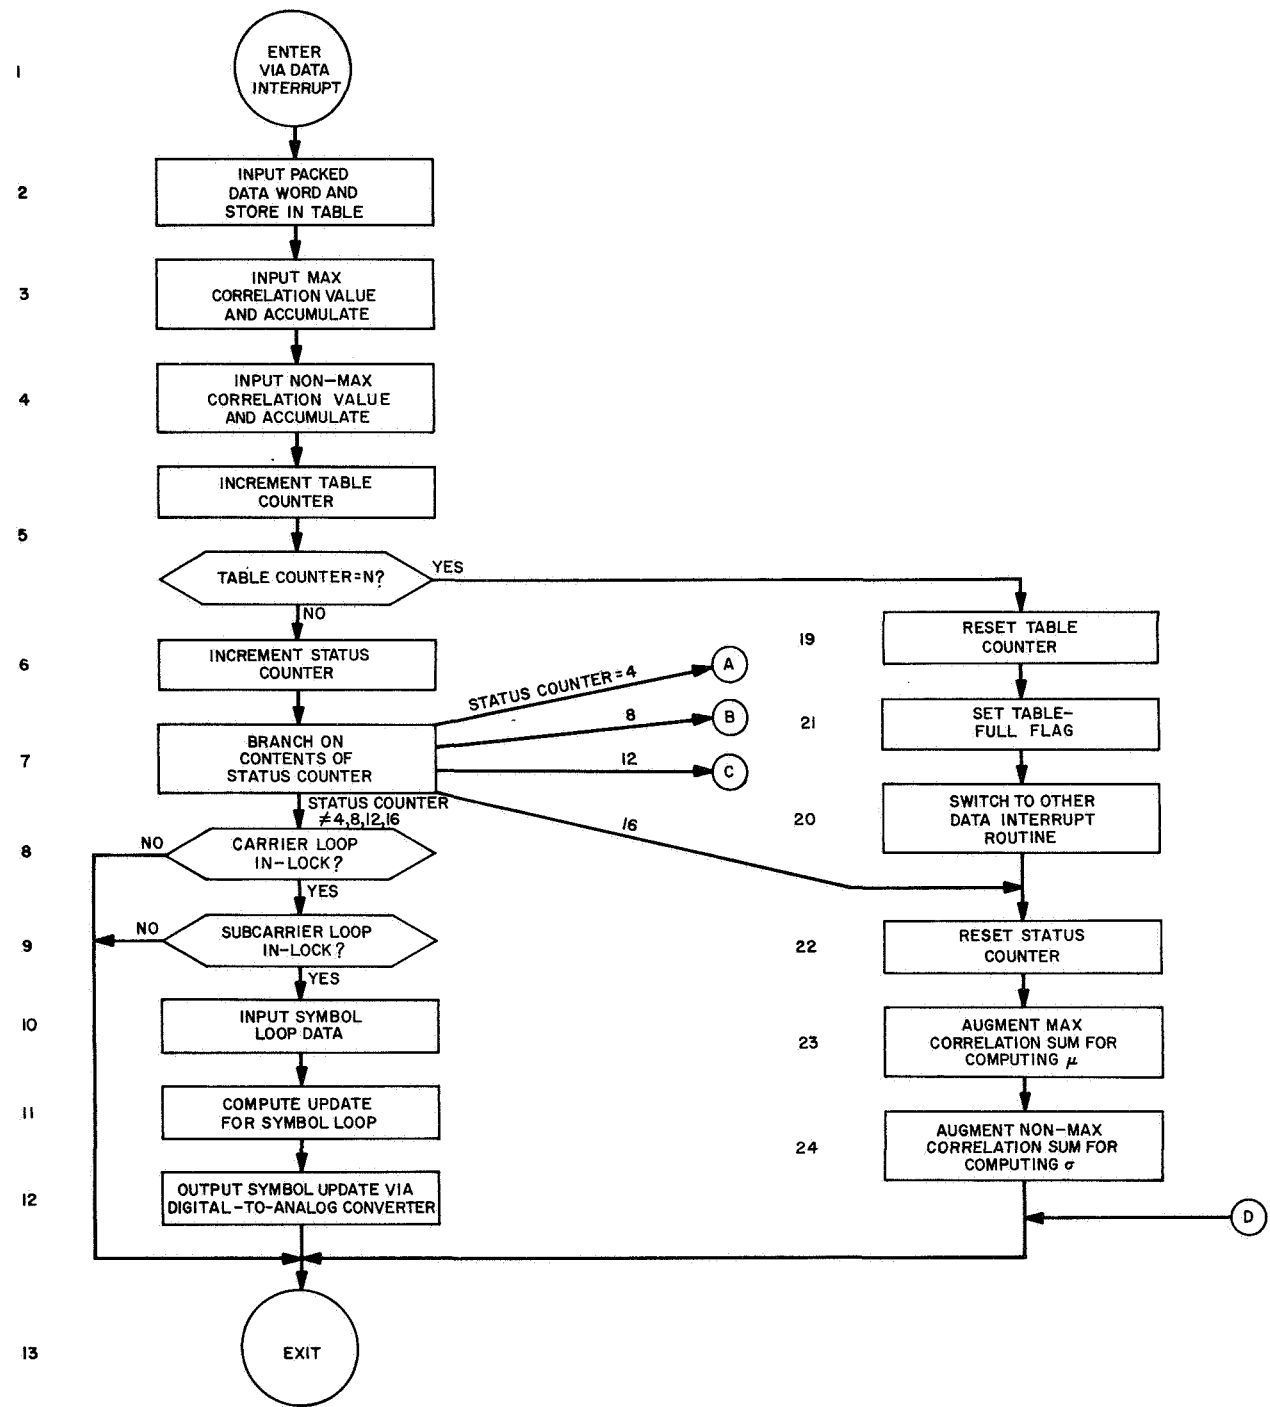 1
ENTER
VIA DATA
INTERRUPT
2
INPUT PACKED
DATA WORD AND
STORE IN TABLE
3
INPUT MAX
CORRELATION VALUE
AND ACCUMULATE
4
INPUT NON-MAX
CORRELATION VALUE
AND ACCUMULATE
INCREMENT TABLE
COUNTER
5
TABLE COUNTER=N?
YES
NO
6
INCREMENT STATUS
COUNTER
7
BRANCH ON
CONTENTS OF
STATUS COUNTER
STATUS COUNTER=4
A
8
B
12
C
16
STATUS COUNTER
≠4,8,12,16
8
CARRIER LOOP
IN-LOCK?
NO
YES
9
SUBCARRIER LOOP
IN-LOCK?
NO
YES
10
INPUT SYMBOL
LOOP DATA
11
COMPUTE UPDATE
FOR SYMBOL LOOP
12
OUTPUT SYMBOL UPDATE VIA
DIGITAL-TO-ANALOG CONVERTER
13
EXIT
19
RESET TABLE
COUNTER
21
SET TABLE-
FULL FLAG
20
SWITCH TO OTHER
DATA INTERRUPT
ROUTINE
22
RESET STATUS
COUNTER
23
AUGMENT MAX
CORRELATION SUM FOR
COMPUTING μ
24
AUGMENT NON-MAX
CORRELATION SUM FOR
COMPUTING σ
D